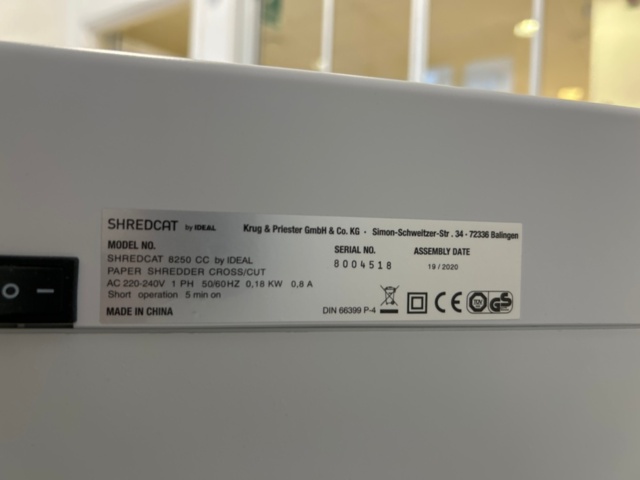 SHREDCAT by IDEAL
Krug & Priester GmbH & Co. KG · Simon-Schweitzer-Str . 34 · 72336 Balingen
MODEL NO.
SHREDCAT 8250 CC by IDEAL
PAPER SHREDDER CROSS/CUT
AC 220-240V 1 PH 50/60HZ 0,18 KW 0,8 A
Short operation 5 min on
MADE IN CHINA
SERIAL NO.
8004518
ASSEMBLY DATE
19/2020
DIN 66399 P-4
CE
GS
O I